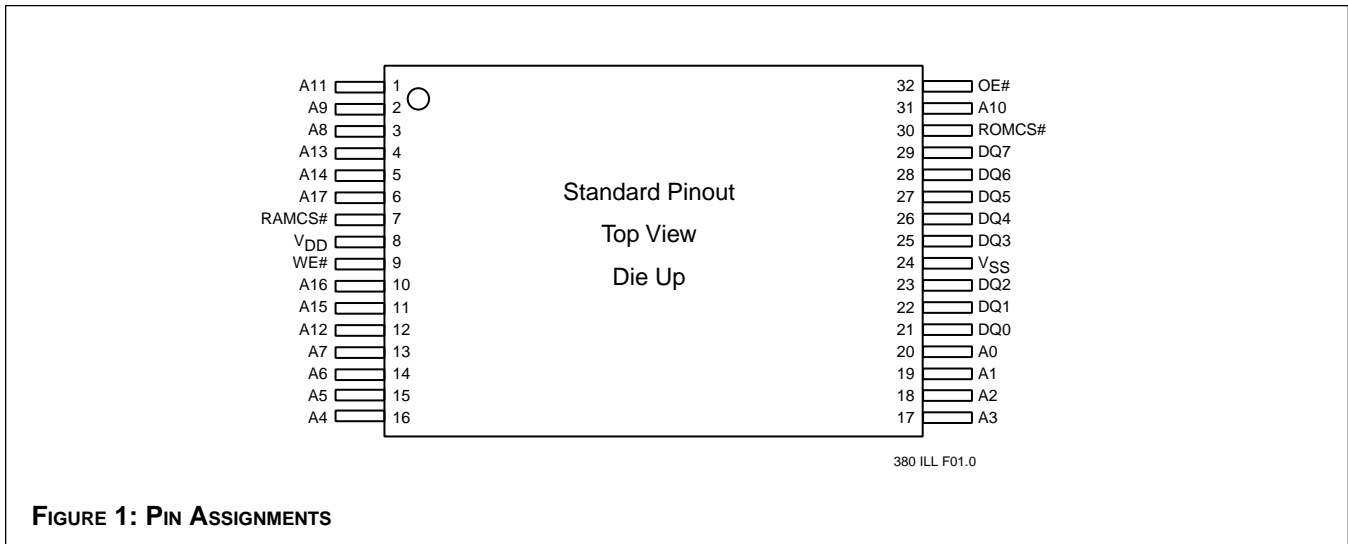 A11 1 32 OE#
A9 2 31 A10
A8 3 30 ROMCS#
A13 4 29 DQ7
A14 5 28 DQ6
A17 6 27 DQ5
RAMCS# 7 26 DQ4
VDD 8 25 DQ3
WE# 9 24 VSS
A16 10 23 DQ2
A15 11 22 DQ1
A12 12 21 DQ0
A7 13 20 A0
A6 14 19 A1
A5 15 18 A2
A4 16 17 A3
Standard Pinout
Top View
Die Up
380 ILL F01.0
FIGURE 1: PIN ASSIGNMENTS